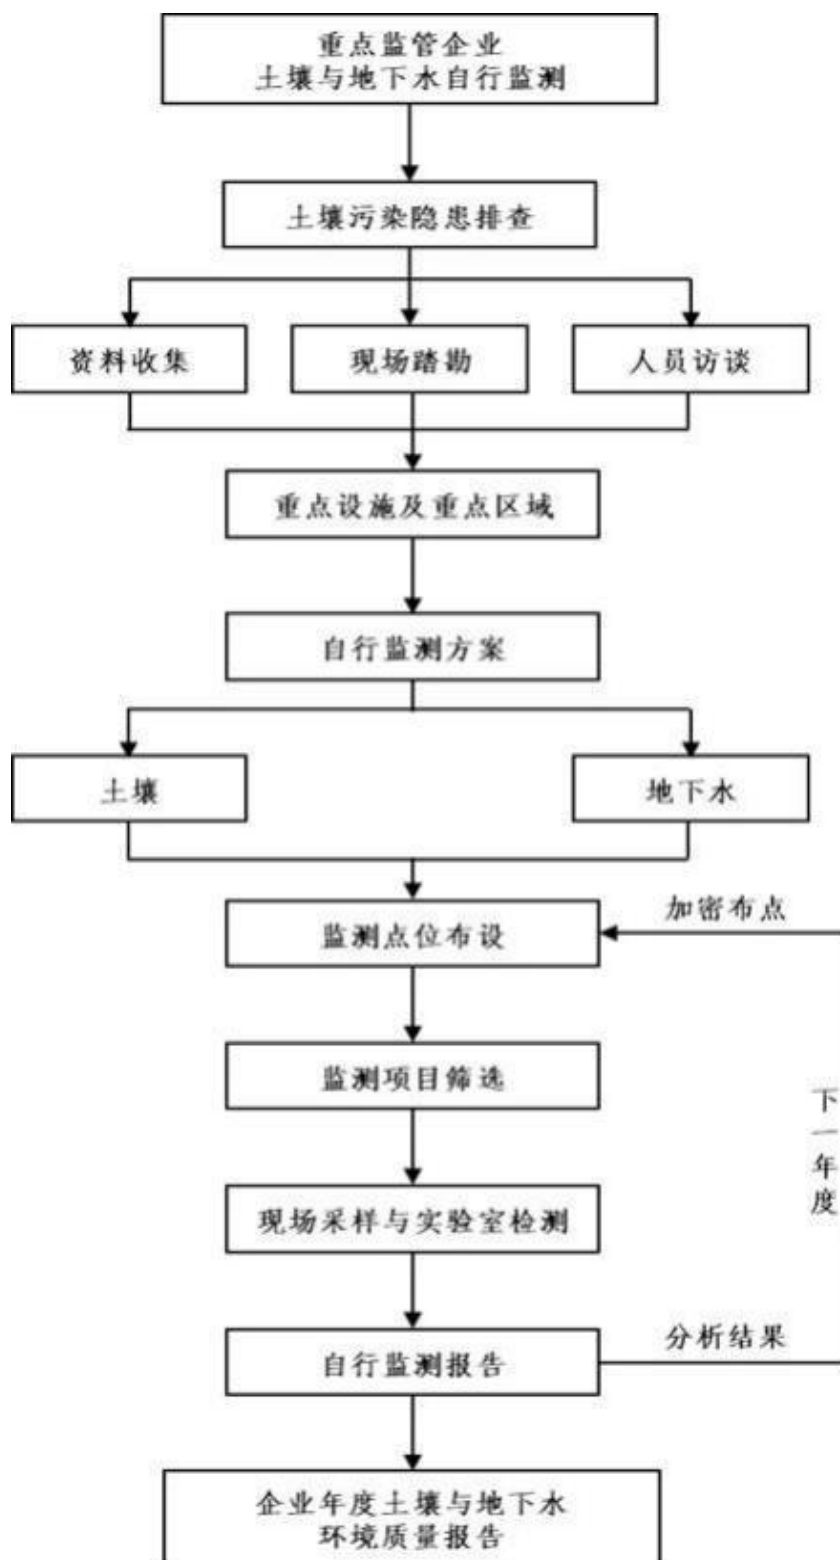 重点监管企业
土壤与地下水自行监测
土壤污染隐患排查
资料收集
现场踏勘
人员访谈
重点设施及重点区域
自行监测方案
土壤
地下水
加密布点
监测点位布设
监测项目筛选
下一年度
现场采样与实验室检测
分析结果
自行监测报告
企业年度土壤与地下水
环境质量报告